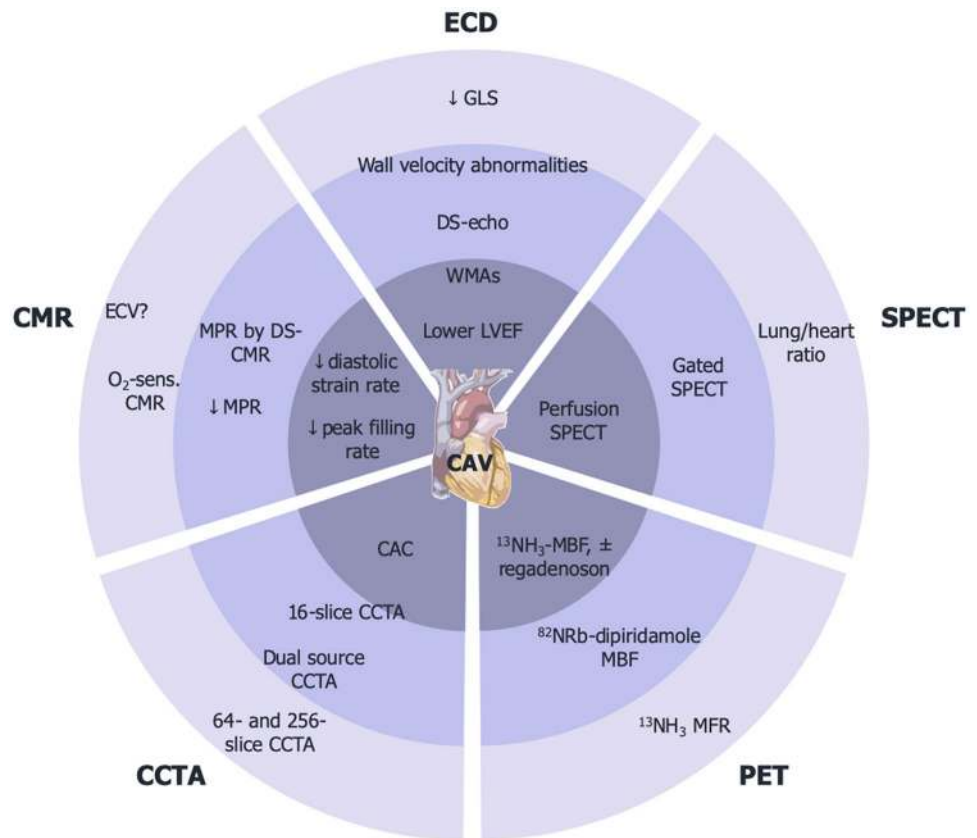 ECD
↓ GLS
Wall velocity abnormalities
DS-echo
WMAs
Lower LVEF
CMR
ECV?
O₂-sens.
CMR
MPR by DS-
CMR
↓ MPR
↓ diastolic
strain rate
↓ peak filling
rate
SPECT
Lung/heart
ratio
Gated
SPECT
Perfusion
SPECT
CAV
CAC
16-slice CCTA
Dual source
CCTA
64- and 256-
slice CCTA
CCTA
¹³NH₃-MBF, ±
regadenoson
⁸²NRb-dipiridamole
MBF
¹³NH₃ MFR
PET